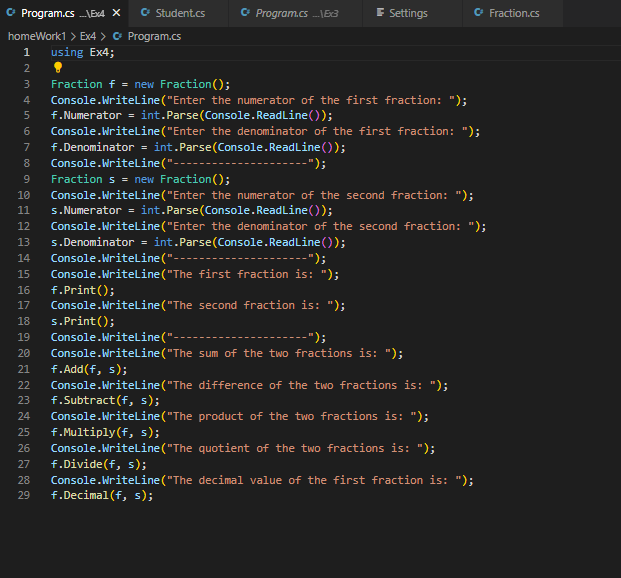 Program.cs ...\Ex4 Student.cs Program.cs ...\Ex3 Settings Fraction.cs
homeWork1 > Ex4 > Program.cs
1 using Ex4;
2
3 Fraction f = new Fraction();
4 Console.WriteLine("Enter the numerator of the first fraction: ");
5 f.Numerator = int.Parse(Console.ReadLine());
6 Console.WriteLine("Enter the denominator of the first fraction: ");
7 f.Denominator = int.Parse(Console.ReadLine());
8 Console.WriteLine("---------------------");
9 Fraction s = new Fraction();
10 Console.WriteLine("Enter the numerator of the second fraction: ");
11 s.Numerator = int.Parse(Console.ReadLine());
12 Console.WriteLine("Enter the denominator of the second fraction: ");
13 s.Denominator = int.Parse(Console.ReadLine());
14 Console.WriteLine("---------------------");
15 Console.WriteLine("The first fraction is: ");
16 f.Print();
17 Console.WriteLine("The second fraction is: ");
18 s.Print();
19 Console.WriteLine("---------------------");
20 Console.WriteLine("The sum of the two fractions is: ");
21 f.Add(f, s);
22 Console.WriteLine("The difference of the two fractions is: ");
23 f.Subtract(f, s);
24 Console.WriteLine("The product of the two fractions is: ");
25 f.Multiply(f, s);
26 Console.WriteLine("The quotient of the two fractions is: ");
27 f.Divide(f, s);
28 Console.WriteLine("The decimal value of the first fraction is: ");
29 f.Decimal(f, s);